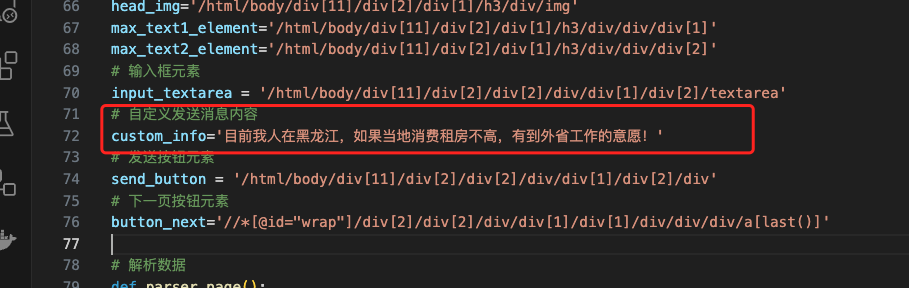 66 head_img='/html/body/div[11]/div[2]/div[1]/h3/div/img'
67 max_text1_element='/html/body/div[11]/div[2]/div[1]/h3/div/div/div[1]'
68 max_text2_element='/html/body/div[11]/div[2]/div[1]/h3/div/div/div[2]'
69 # 输入框元素
70 input_textarea = '/html/body/div[11]/div[2]/div[2]/div/div[1]/div[2]/textarea'
71 # 自定义发送消息内容
72 custom_info='目前我人在黑龙江，如果当地消费租房不高，有到外省工作的意愿！'
73 # 发送按钮元素
74 send_button = '/html/body/div[11]/div[2]/div[2]/div/div[1]/div[2]/div'
75 # 下一页按钮元素
76 button_next='//*[@id="wrap"]/div[2]/div[2]/div/div[1]/div[1]/div/div/div/a[last()]'
77
78 # 解析数据
79 def parser_page():